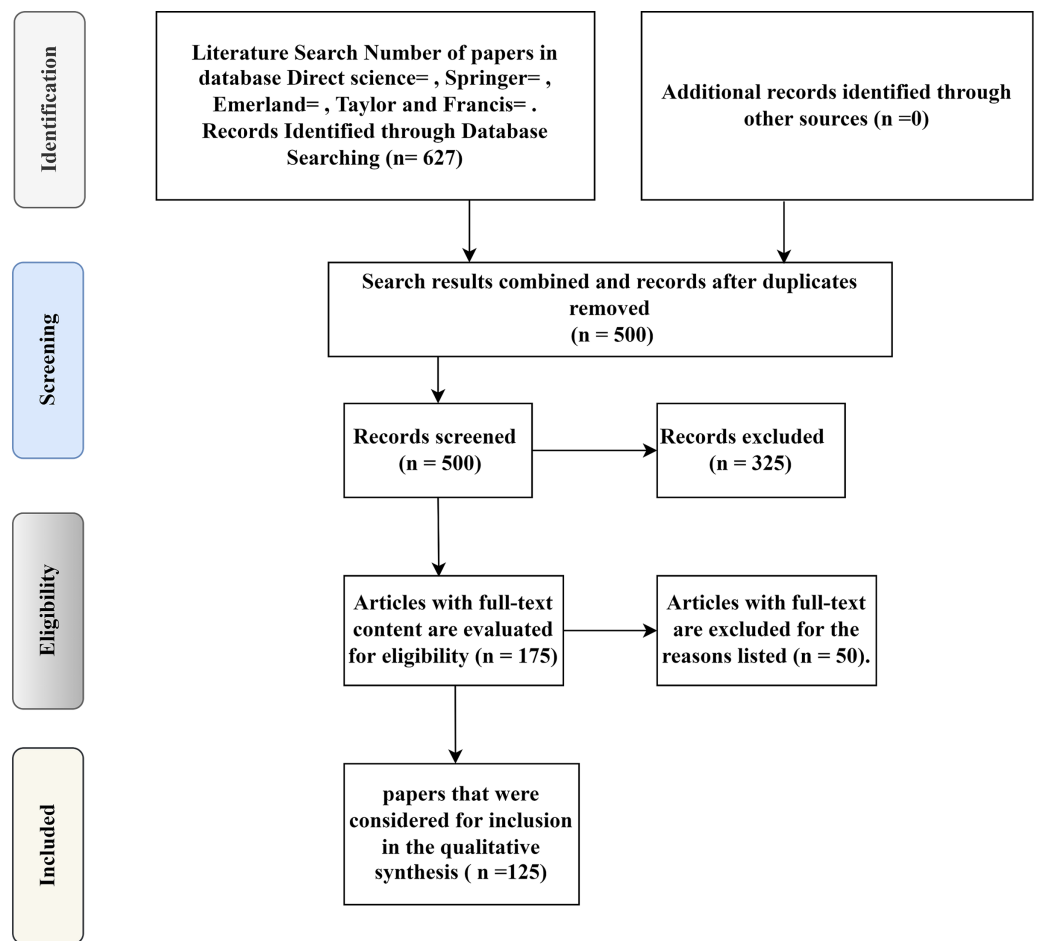 Identification
Literature Search Number of papers in
database Direct science= , Springer= ,
Emerland= , Taylor and Francis= .
Records Identified through Database
Searching (n= 627)
Additional records identified through
other sources (n =0)
Screening
Search results combined and records after duplicates
removed
(n = 500)
Records screened
(n = 500)
Records excluded
(n = 325)
Eligibility
Articles with full-text
content are evaluated
for eligibility (n = 175)
Articles with full-text
are excluded for the
reasons listed (n = 50).
Included
papers that were
considered for inclusion
in the qualitative
synthesis ( n =125)